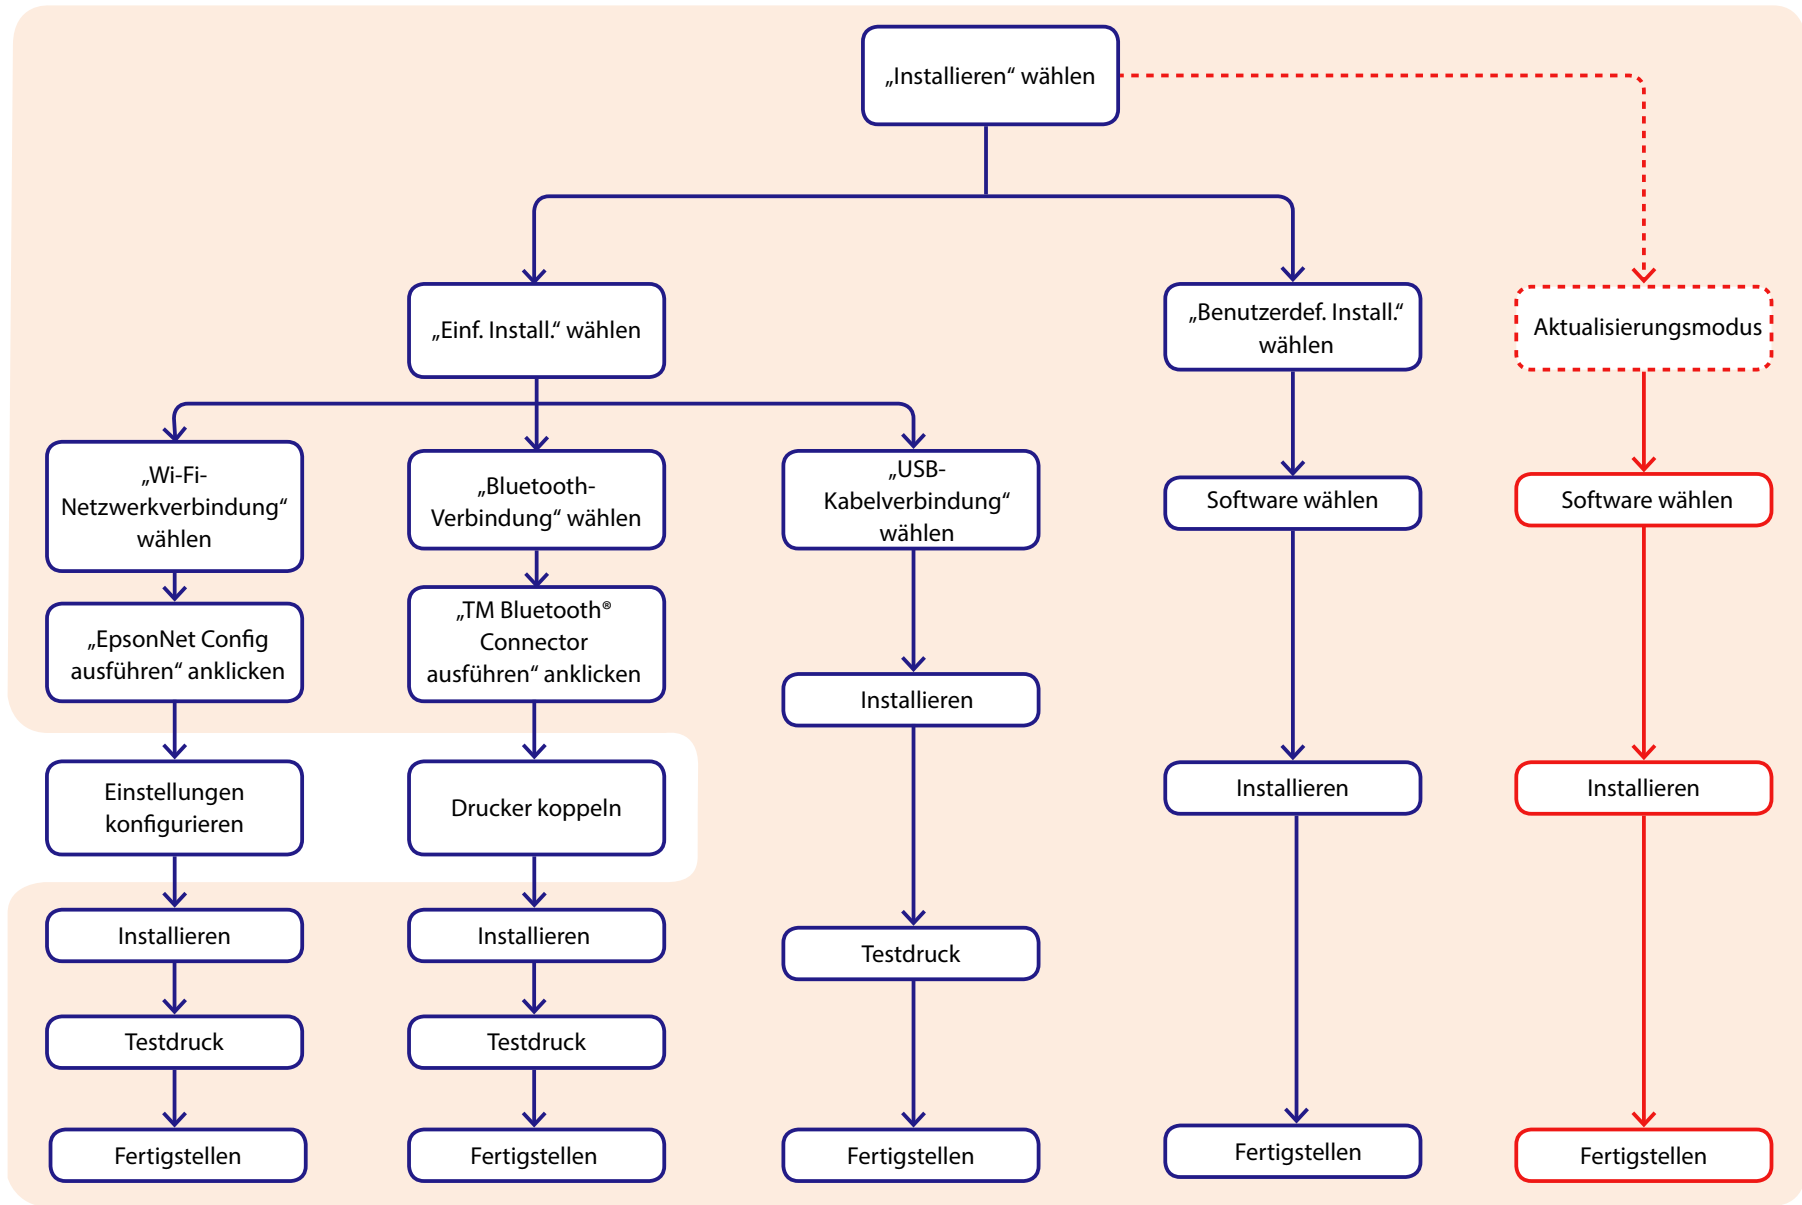 „Installieren“ wählen
„Einf. Install.“ wählen
„Benutzerdef. Install.“
wählen
Aktualisierungsmodus
„Wi-Fi-
Netzwerkverbindung“
wählen
„Bluetooth-
Verbindung“ wählen
„USB-
Kabelverbindung“
wählen
Software wählen
Software wählen
„EpsonNet Config
ausführen“ anklicken
„TM Bluetooth®
Connector
ausführen“ anklicken
Installieren
Einstellungen
konfigurieren
Drucker koppeln
Installieren
Installieren
Installieren
Installieren
Testdruck
Testdruck
Testdruck
Fertigstellen
Fertigstellen
Fertigstellen
Fertigstellen
Fertigstellen